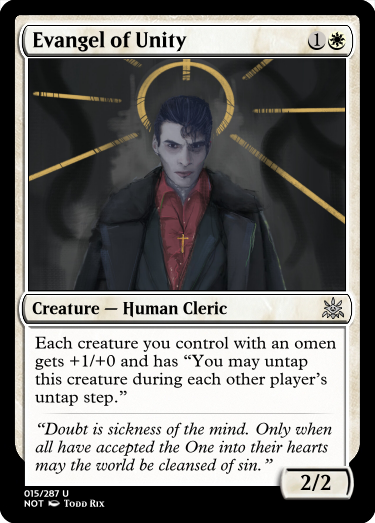 Evangel of Unity 1
Creature — Human Cleric
Each creature you control with an omen
gets +1/+0 and has “You may untap
this creature during each other player’s
untap step.”
“Doubt is sickness of the mind. Only when
all have accepted the One into their hearts
may the world be cleansed of sin.”
2/2
015/287 U
NOT Todd Rix